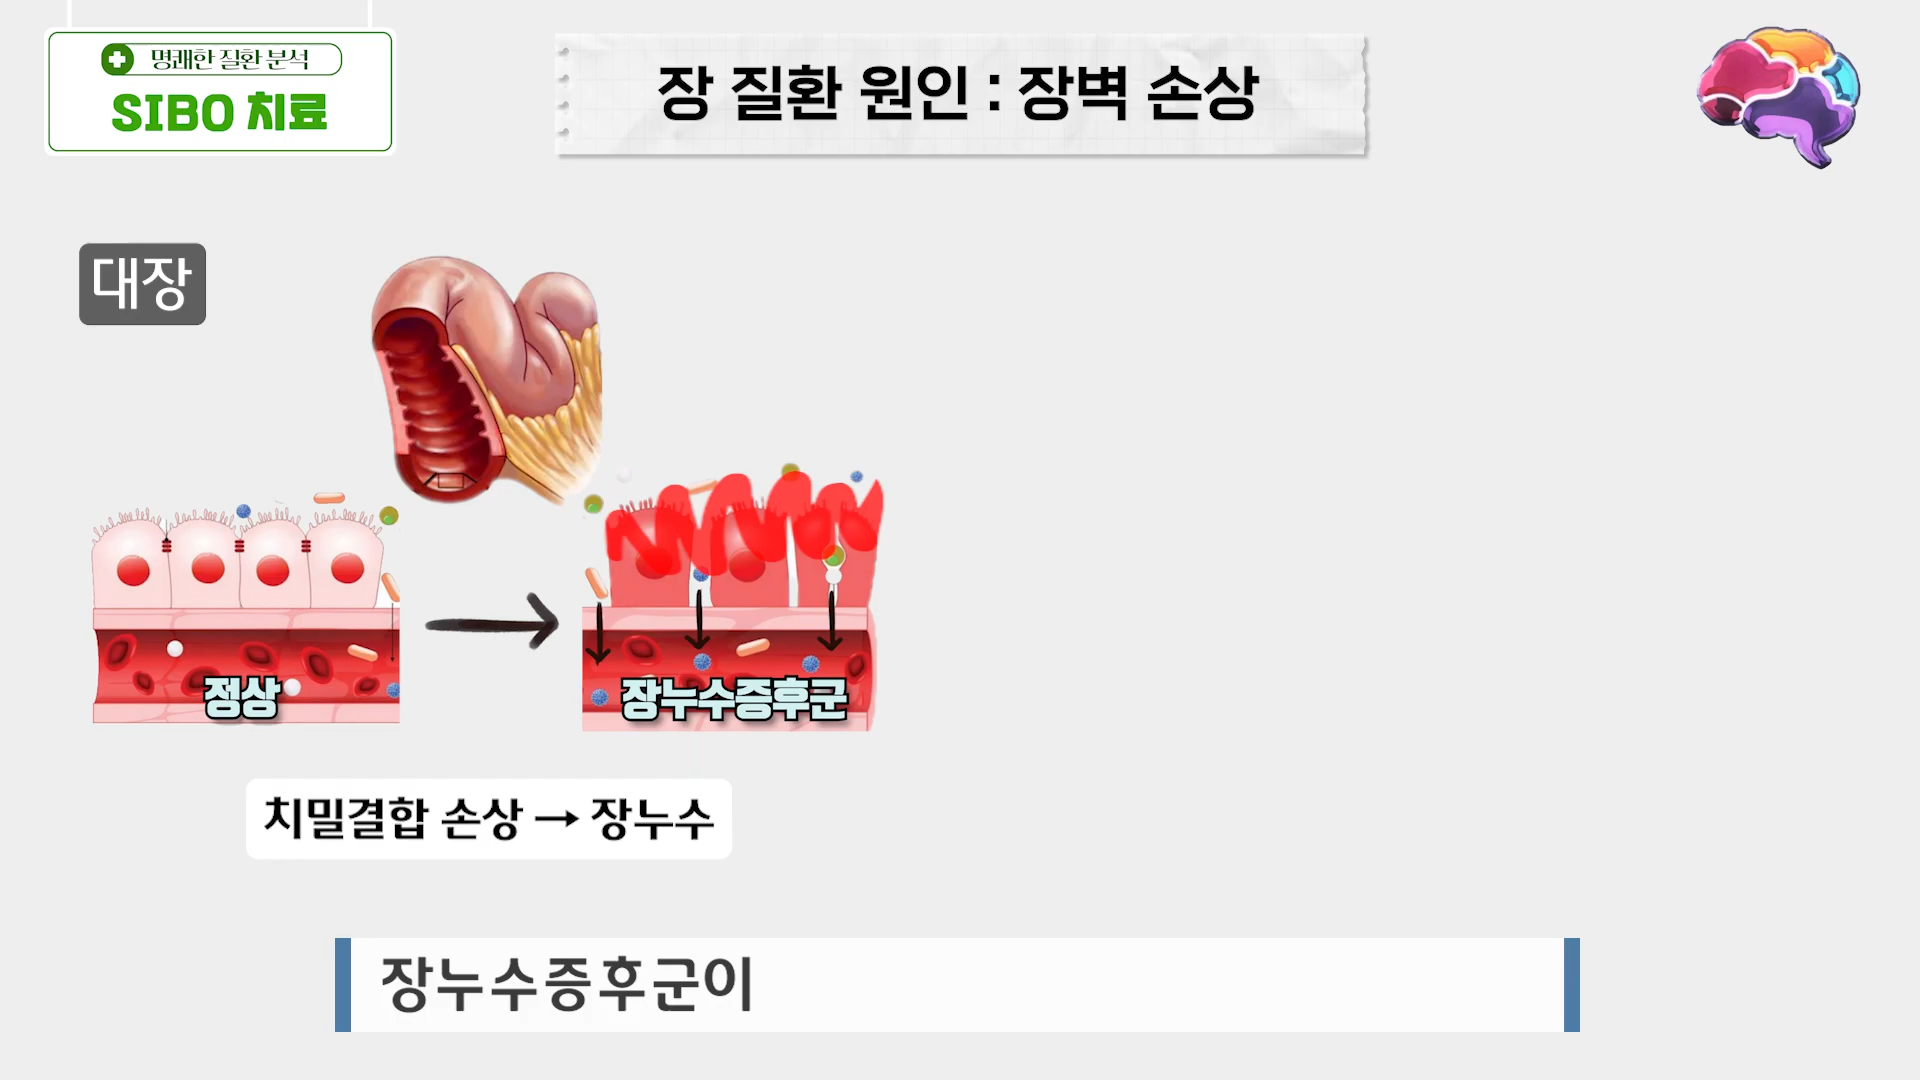 명쾌한 질환 분석
SIBO 치료
장 질환 원인 : 장벽 손상
대장
정상
장누수증후군
치밀결합 손상 → 장누수
장누수증후군이